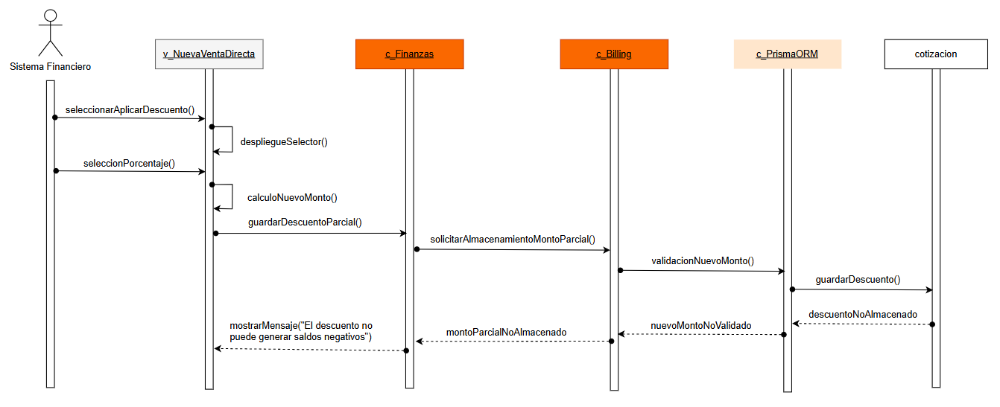 Sistema Financiero
v_NuevaVentaDirecta
c_Finanzas
c_Billing
c_PrismaORM
cotizacion
seleccionarAplicarDescuento()
despliegueSelector()
seleccionPorcentaje()
calculoNuevoMonto()
guardarDescuentoParcial()
solicitarAlmacenamientoMontoParcial()
validacionNuevoMonto()
guardarDescuento()
descuentoNoAlmacenado
nuevoMontoNoValidado
montoParcialNoAlmacenado
mostrarMensaje("El descuento no
puede generar saldos negativos")